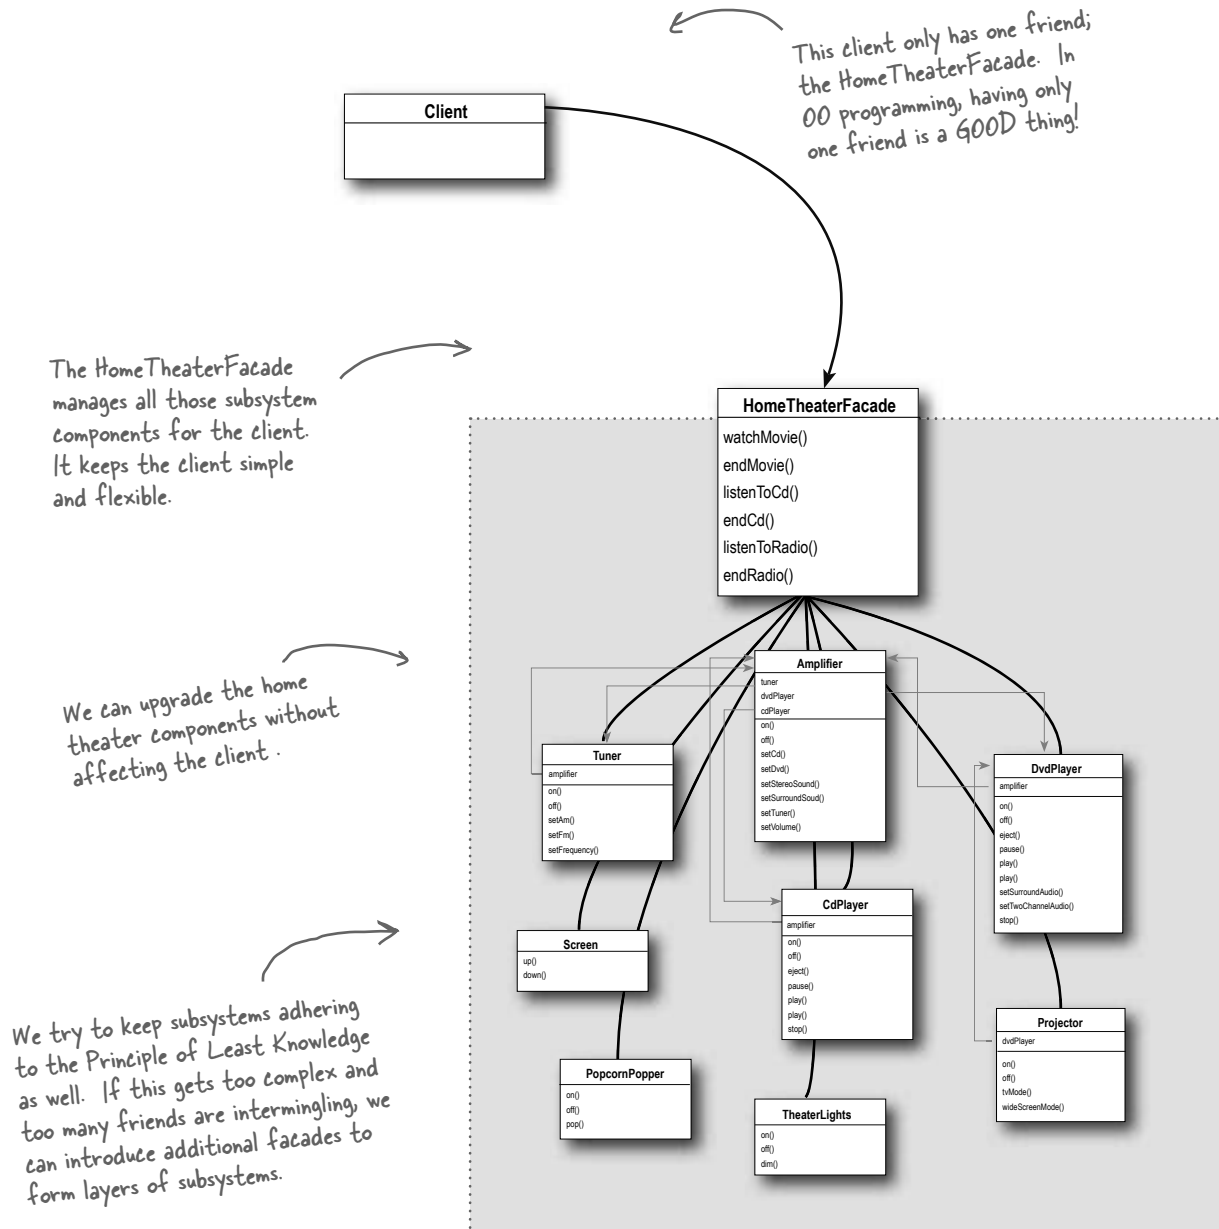 This client only has one friend;
the HomeTheaterFacade. In
OO programming, having only
one friend is a GOOD thing!
Client
The HomeTheaterFacade
manages all those subsystem
components for the client.
It keeps the client simple
and flexible.
HomeTheaterFacade
watchMovie()
endMovie()
listenToCd()
endCd()
listenToRadio()
endRadio()
We can upgrade the home
theater components without
affecting the client .
Amplifier
tuner
dvdPlayer
cdPlayer
on()
off()
setCd()
setDvd()
setStereoSound()
setSurroundSoud()
setTuner()
setVolume()
Tuner
amplifier
on()
off()
setAm()
setFm()
setFrequency()
DvdPlayer
amplifier
on()
off()
eject()
pause()
play()
play()
setSurroundAudio()
setTwoChannelAudio()
stop()
CdPlayer
amplifier
on()
off()
eject()
pause()
play()
play()
stop()
Screen
up()
down()
We try to keep subsystems adhering
to the Principle of Least Knowledge
as well. If this gets too complex and
too many friends are intermingling, we
can introduce additional facades to
form layers of subsystems.
Projector
dvdPlayer
on()
off()
tvMode()
wideScreenMode()
PopcornPopper
on()
off()
pop()
TheaterLights
on()
off()
dim()